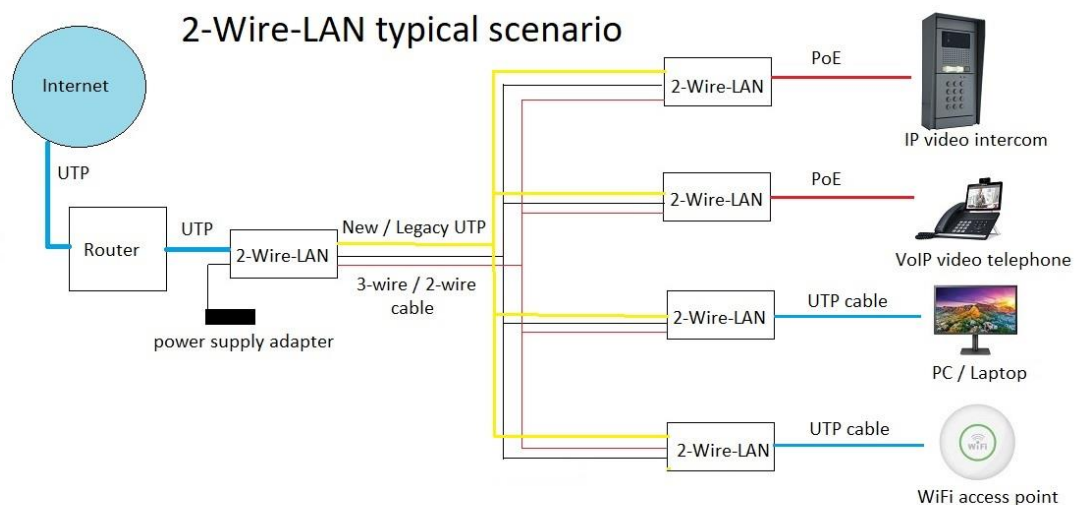 2-Wire-LAN typical scenario
Internet
UTP
Router
UTP
2-Wire-LAN
power supply adapter
New / Legacy UTP
3-wire / 2-wire
cable
2-Wire-LAN
PoE
IP video intercom
2-Wire-LAN
PoE
VoIP video telephone
2-Wire-LAN
UTP cable
PC / Laptop
2-Wire-LAN
UTP cable
WiFi
WiFi access point